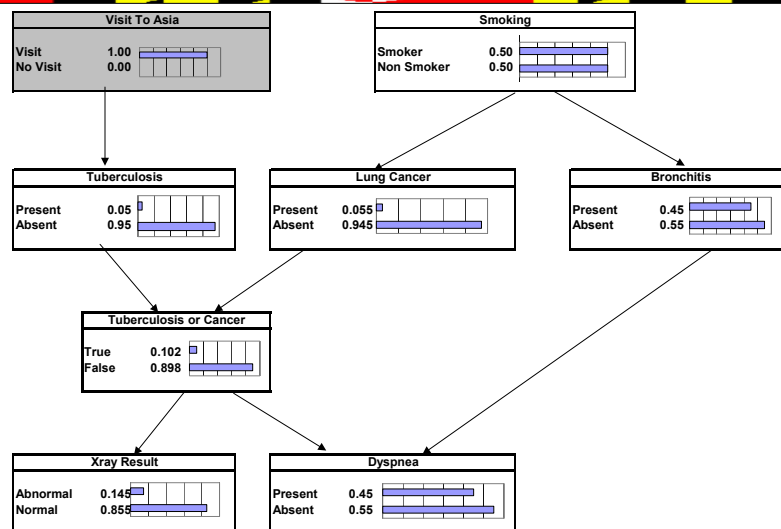 Visit To Asia
Visit 1.00
No Visit 0.00
Smoking
Smoker 0.50
Non Smoker 0.50
Tuberculosis
Present 0.05
Absent 0.95
Lung Cancer
Present 0.055
Absent 0.945
Bronchitis
Present 0.45
Absent 0.55
Tuberculosis or Cancer
True 0.102
False 0.898
Xray Result
Abnormal 0.145
Normal 0.855
Dyspnea
Present 0.45
Absent 0.55